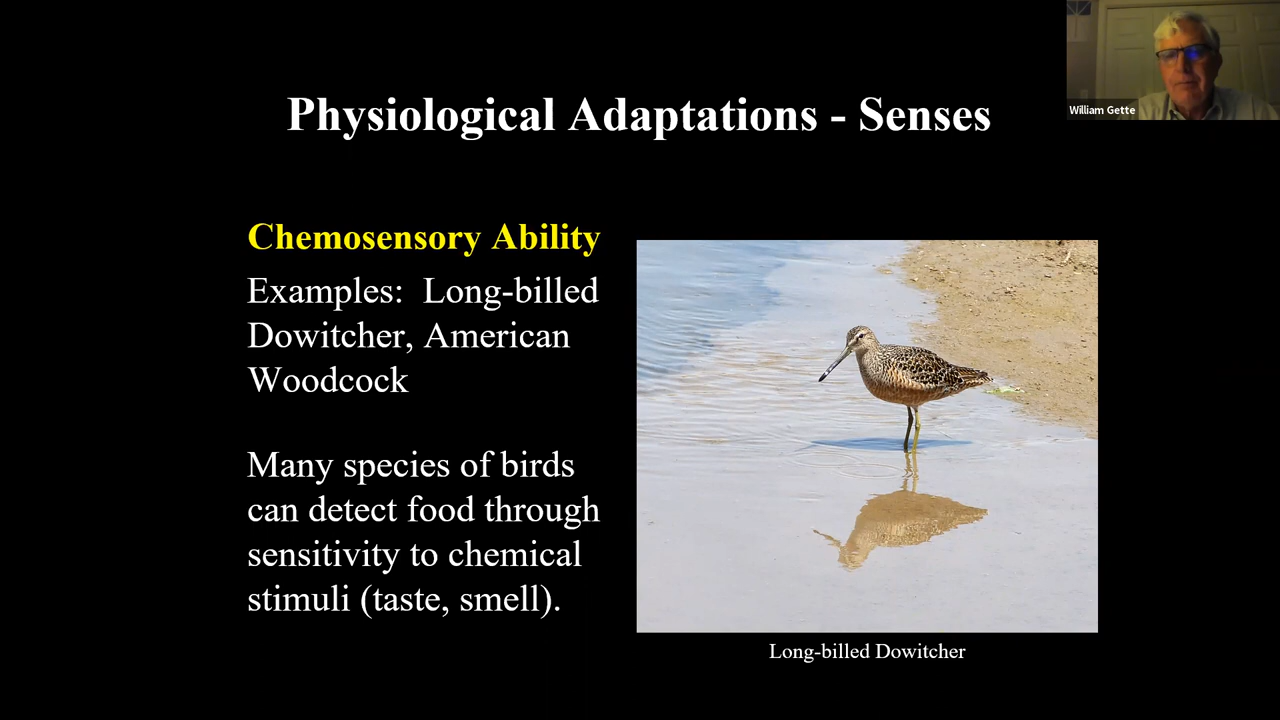 William Gette
Physiological Adaptations - Senses
Chemosensory Ability
Examples: Long-billed
Dowitcher, American
Woodcock
Many species of birds
can detect food through
sensitivity to chemical
stimuli (taste, smell).
Long-billed Dowitcher